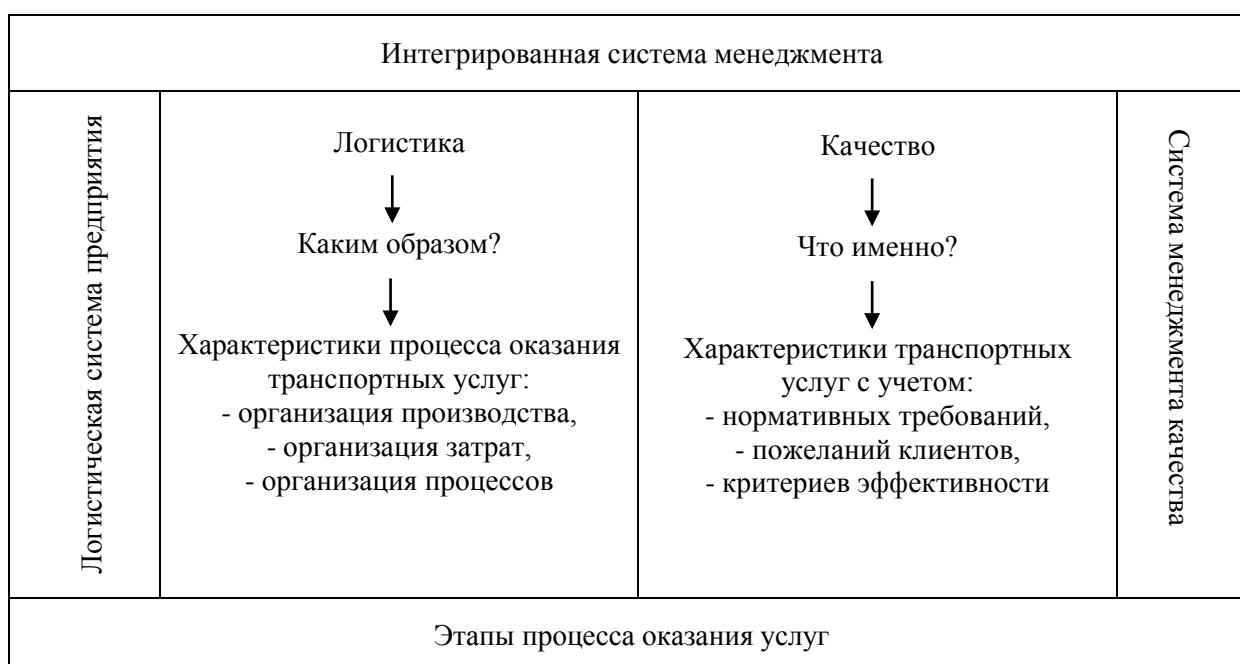 Интегрированная система менеджмента
Логистическая система предприятия
Логистика
Каким образом?
Характеристики процесса оказания
транспортных услуг:
- организация производства,
- организация затрат,
- организация процессов
Качество
Что именно?
Характеристики транспортных
услуг с учетом:
- нормативных требований,
- пожеланий клиентов,
- критериев эффективности
Система менеджмента качества
Этапы процесса оказания услуг